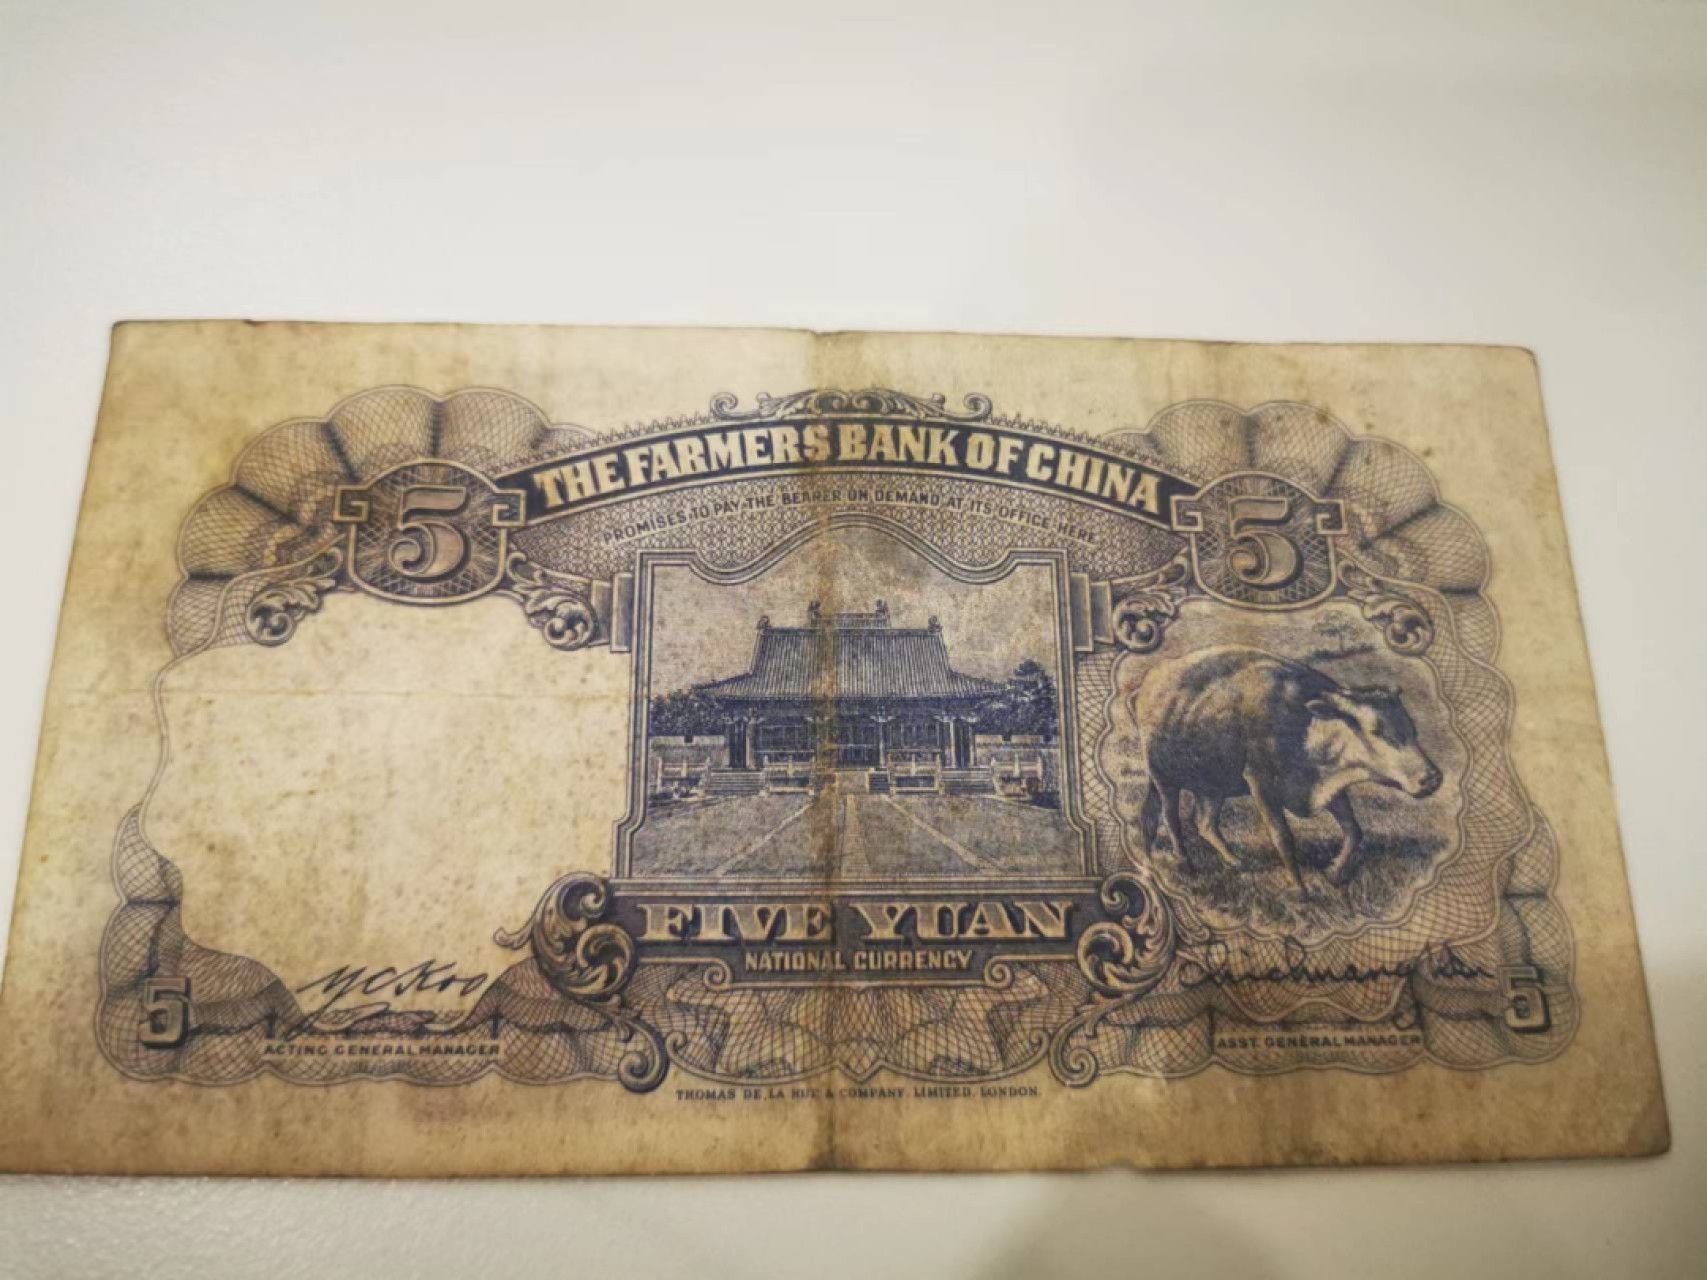 THE FARMERS BANK OF CHINA
PROMISES TO PAY THE BEARER ON DEMAND AT ITS OFFICE HERE
5 5
FIVE YUAN
NATIONAL CURRENCY
Y C Koo
5 5
ACTING GENERAL MANAGER ASST. GENERAL MANAGER
THOMAS DE LA RUE & COMPANY, LIMITED, LONDON.